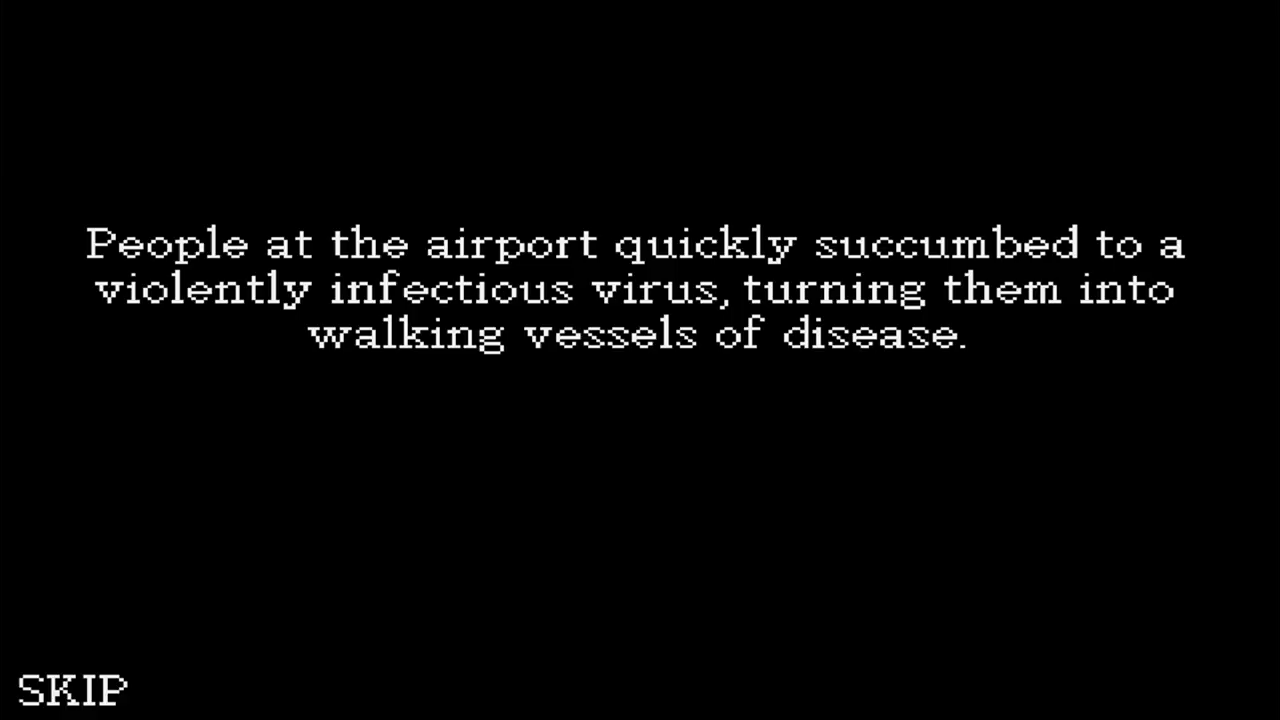 People at the airport quickly succumbed to a
violently infectious virus, turning them into
walking vessels of disease.
SKIP